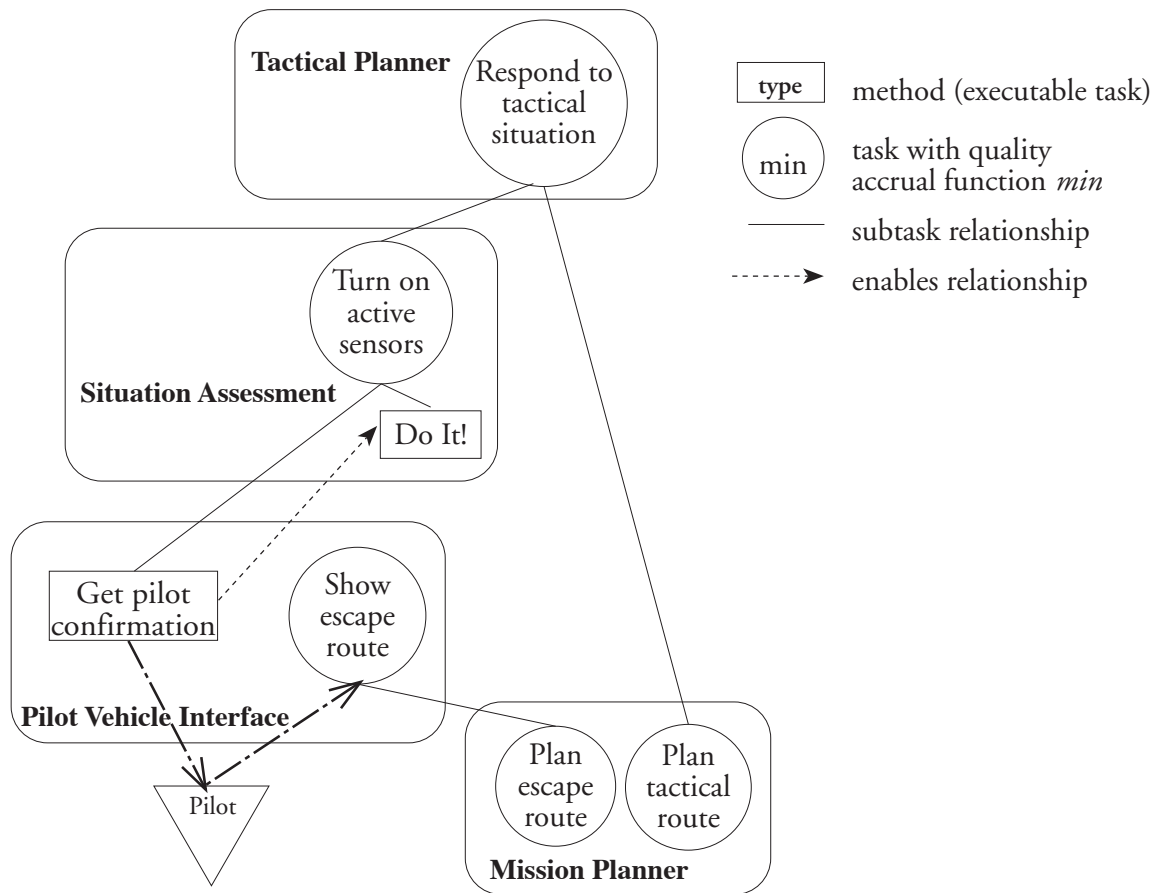 Tactical Planner
Respond to
tactical
situation
type
method (executable task)
min
task with quality
accrual function min
subtask relationship
enables relationship
Turn on
active
sensors
Situation Assessment
Do It!
Get pilot
confirmation
Show
escape
route
Pilot Vehicle Interface
Pilot
Plan
escape
route
Plan
tactical
route
Mission Planner